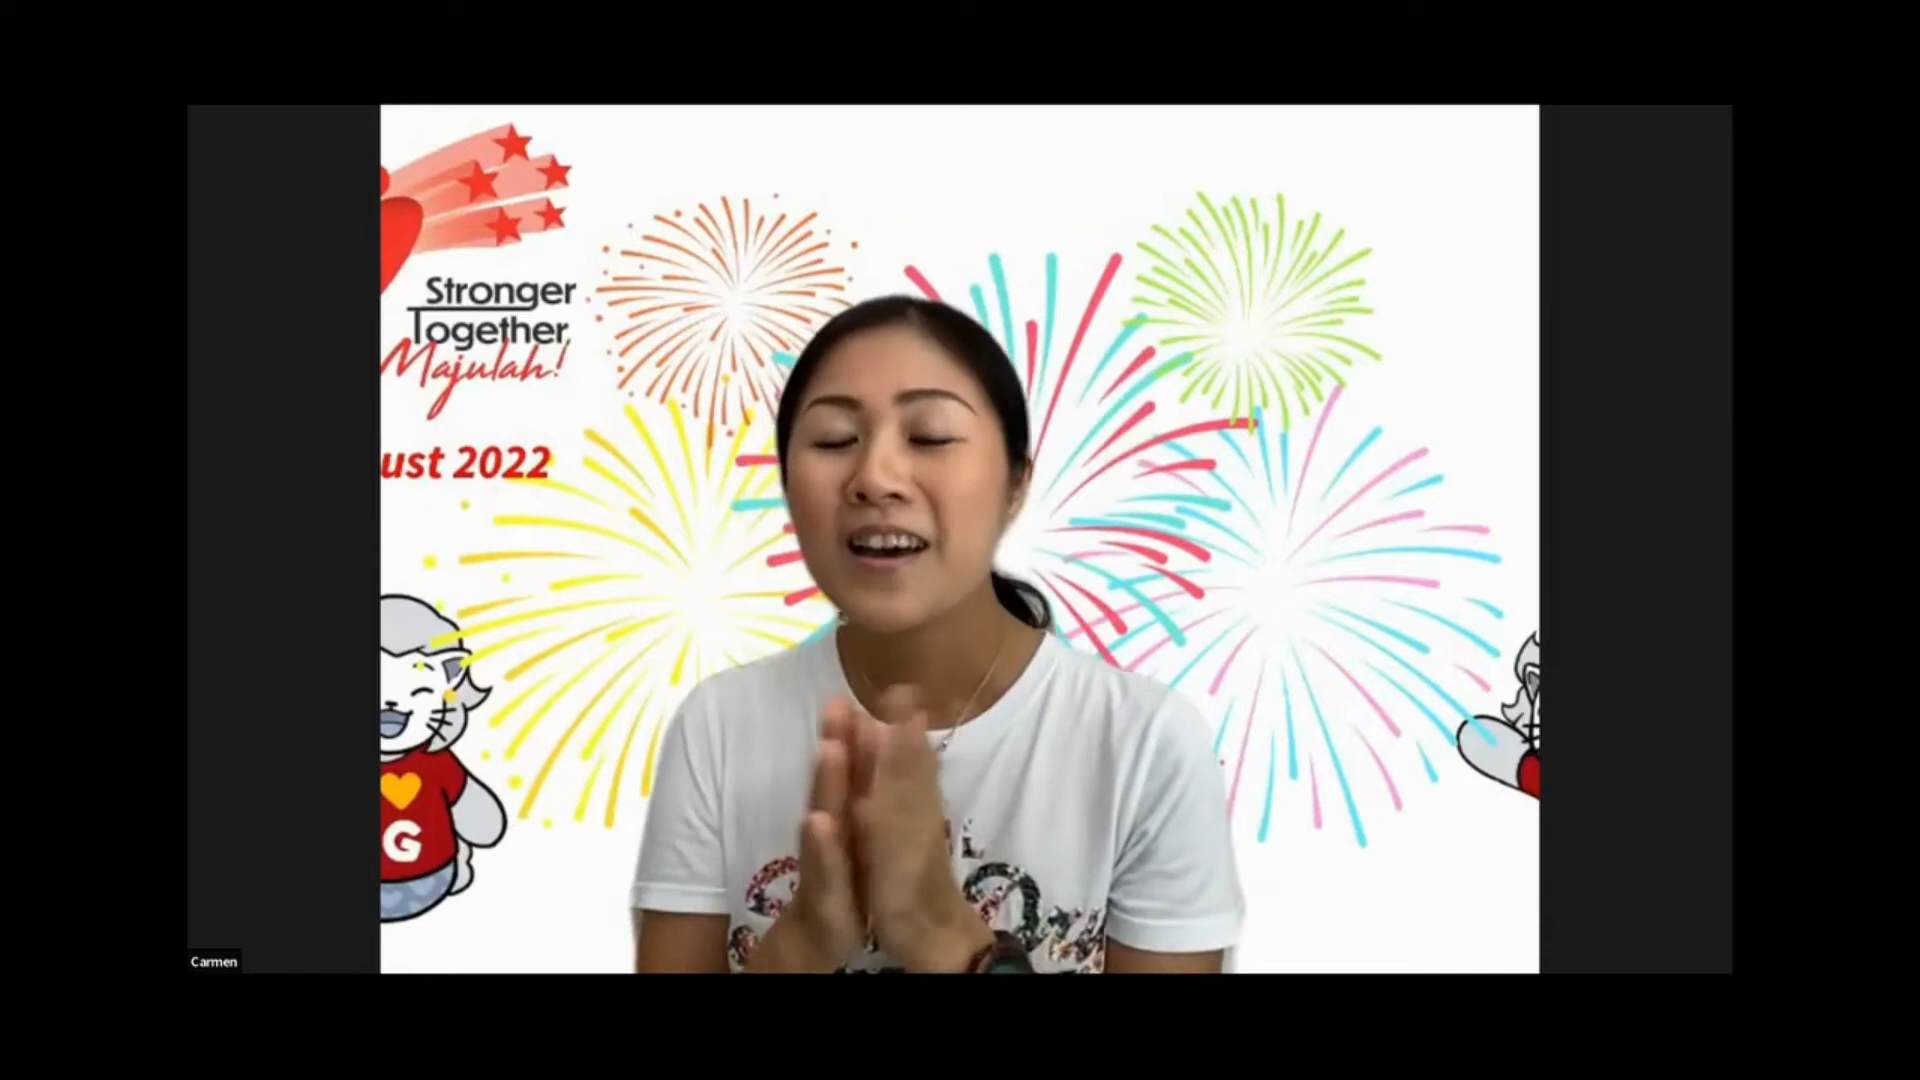 Stronger
Together,
Majulah!
ust 2022
G
Carmen